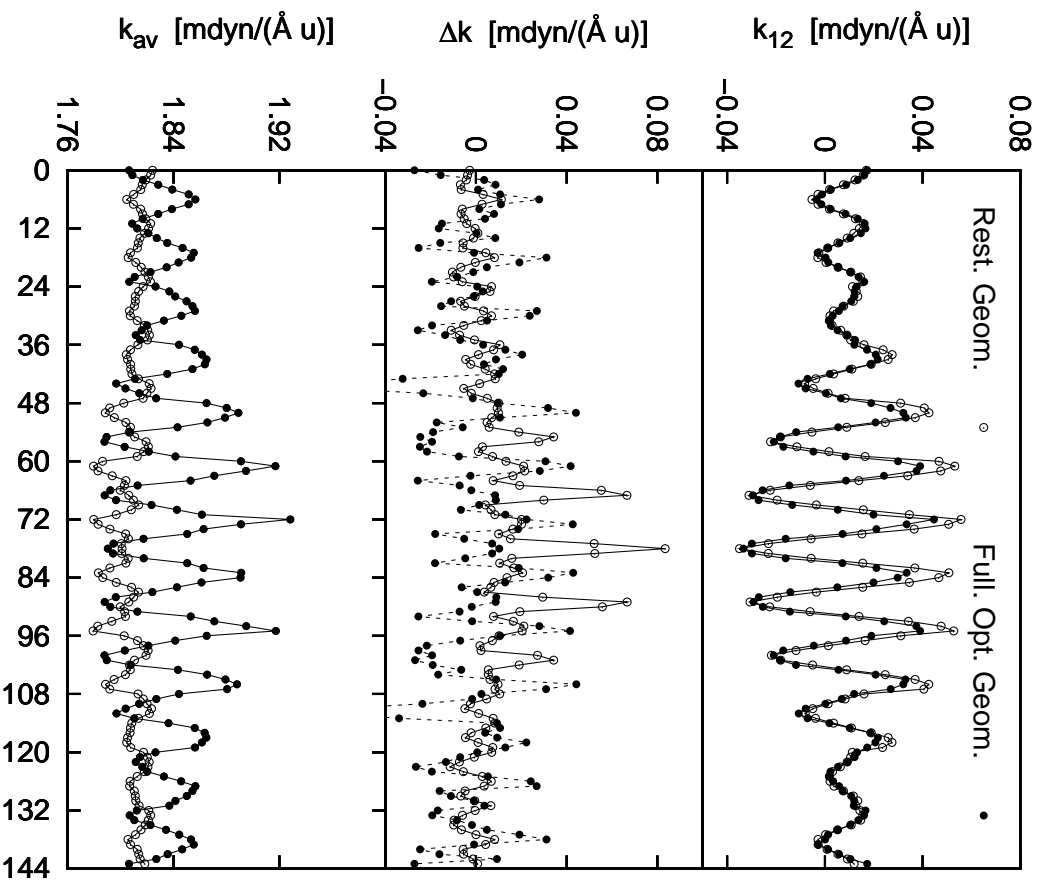 k_av [mdyn/(Å u)]
Δk [mdyn/(Å u)]
k_12 [mdyn/(Å u)]
1.76 1.84 1.92
−0.04 0 0.04 0.08
−0.04 0 0.04 0.08
0
12
24
36
48
60
72
84
96
108
120
132
144
Rest. Geom.
Full. Opt. Geom.